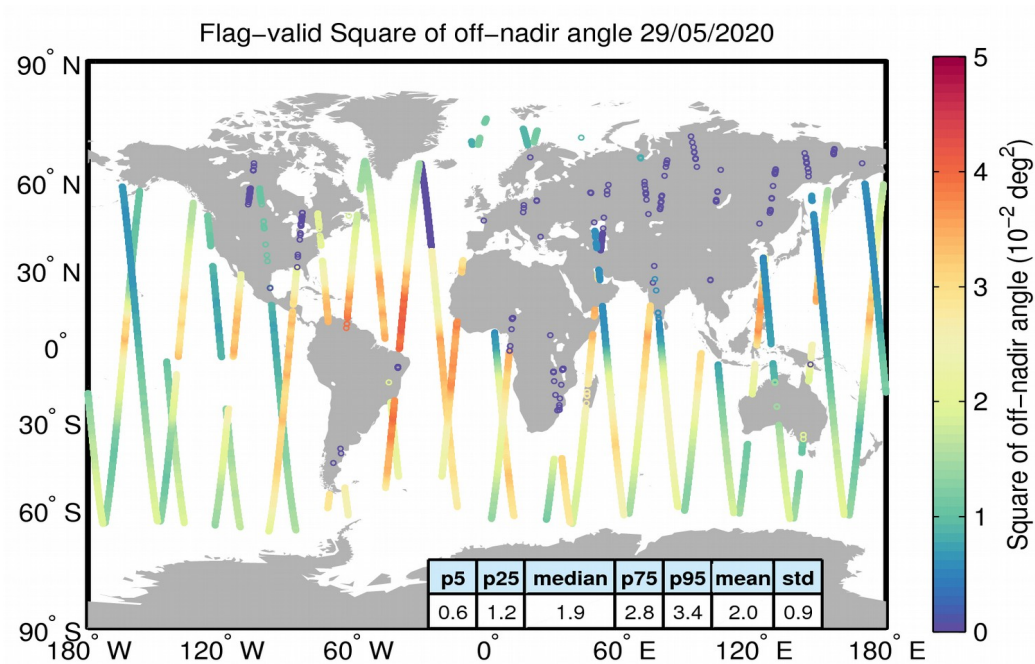 Flag−valid Square of off−nadir angle 29/05/2020
90° N
60° N
30° N
0°
30° S
60° S
90° S
180° W
120° W
60° W
0°
60° E
120° E
180° E
p5 p25 median p75 p95 mean std
0.6 1.2 1.9 2.8 3.4 2.0 0.9
5
4
3
2
1
0
Square of off−nadir angle (10⁻² deg²)